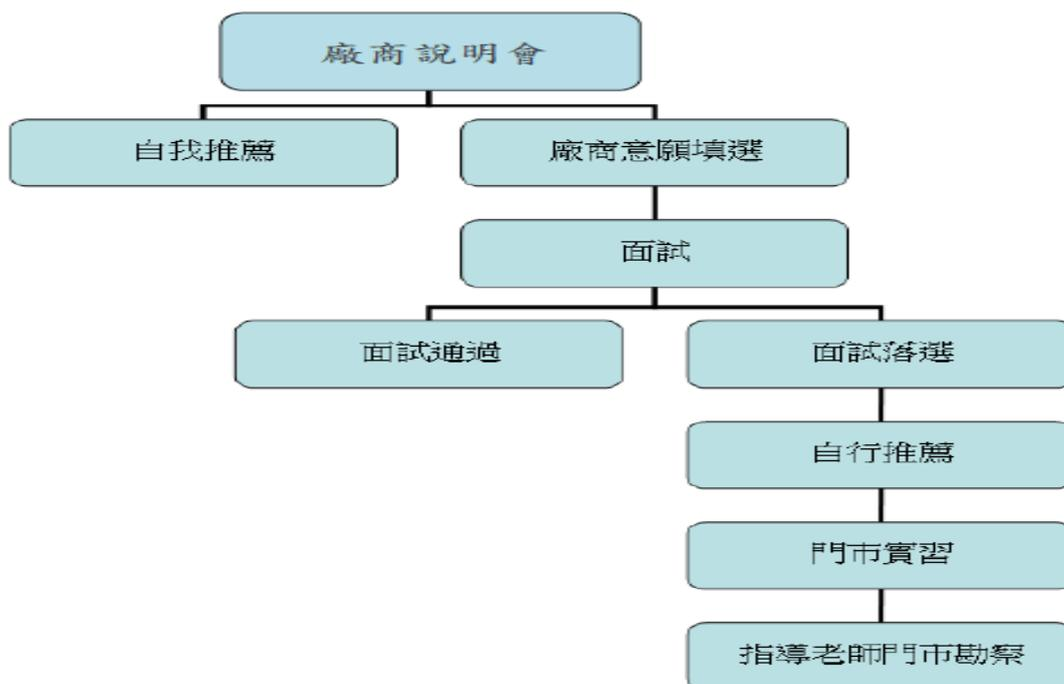 廠商說明會
自我推薦
廠商意願填選
面試
面試通過
面試落選
自行推薦
門市實習
指導老師門市勘察